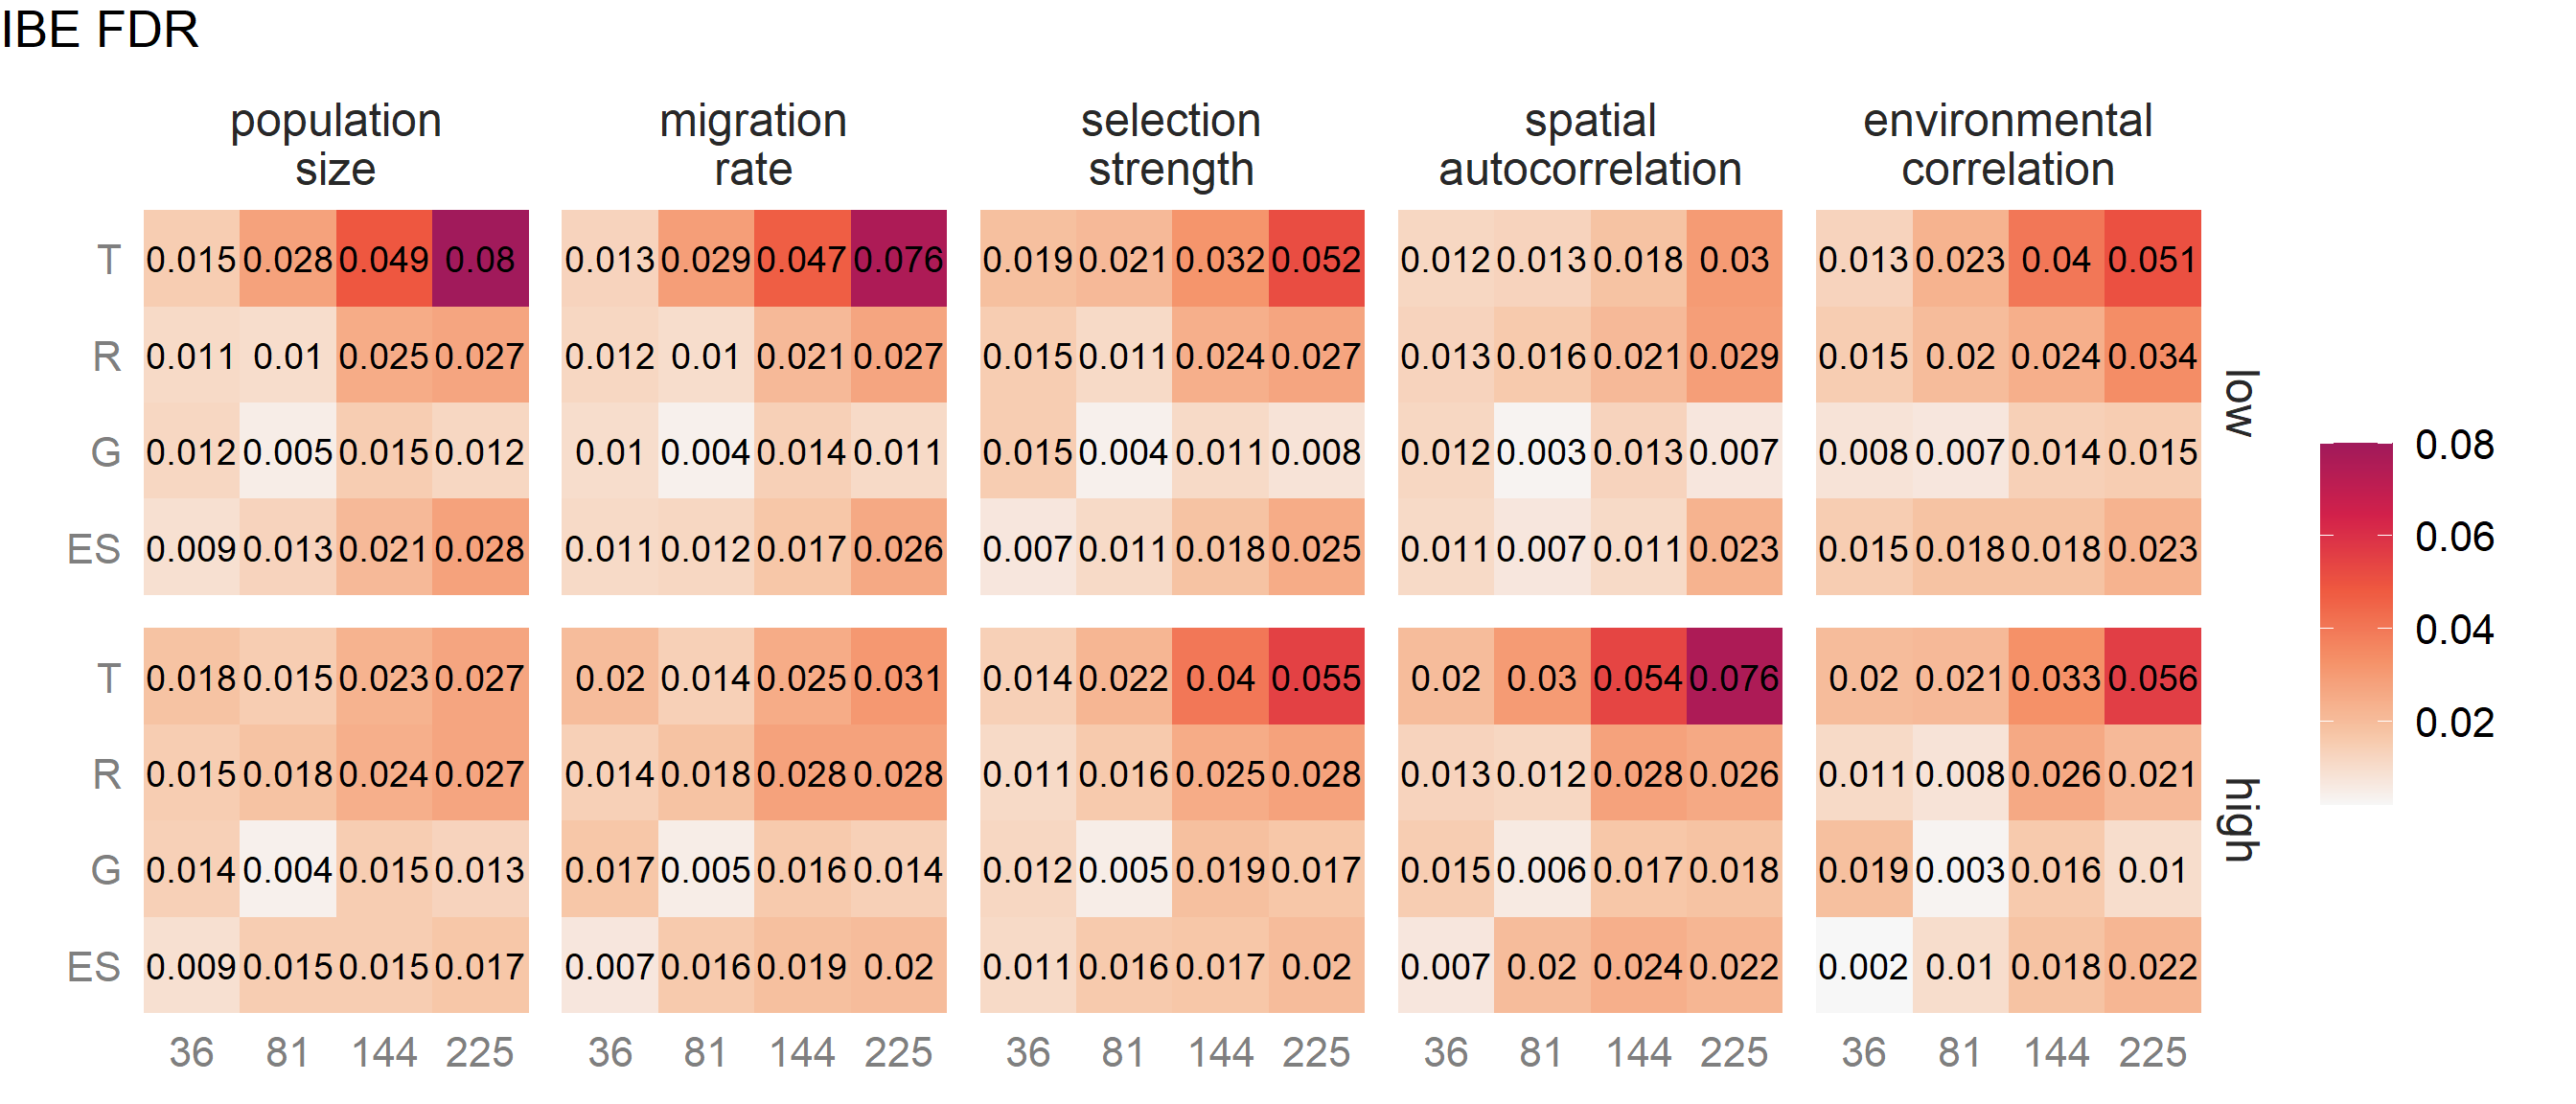 IBE FDR
population size
migration rate
selection strength
spatial autocorrelation
environmental correlation
T 0.015 0.028 0.049 0.08 0.013 0.029 0.047 0.076 0.019 0.021 0.032 0.052 0.012 0.013 0.018 0.03 0.013 0.023 0.04 0.051
R 0.011 0.01 0.025 0.027 0.012 0.01 0.021 0.027 0.015 0.011 0.024 0.027 0.013 0.016 0.021 0.029 0.015 0.02 0.024 0.034
G 0.012 0.005 0.015 0.012 0.01 0.004 0.014 0.011 0.015 0.004 0.011 0.008 0.012 0.003 0.013 0.007 0.008 0.007 0.014 0.015
ES 0.009 0.013 0.021 0.028 0.011 0.012 0.017 0.026 0.007 0.011 0.018 0.025 0.011 0.007 0.011 0.023 0.015 0.018 0.018 0.023
low
T 0.018 0.015 0.023 0.027 0.02 0.014 0.025 0.031 0.014 0.022 0.04 0.055 0.02 0.03 0.054 0.076 0.02 0.021 0.033 0.056
R 0.015 0.018 0.024 0.027 0.014 0.018 0.028 0.028 0.011 0.016 0.025 0.028 0.013 0.012 0.028 0.026 0.011 0.008 0.026 0.021
G 0.014 0.004 0.015 0.013 0.017 0.005 0.016 0.014 0.012 0.005 0.019 0.017 0.015 0.006 0.017 0.018 0.019 0.003 0.016 0.01
ES 0.009 0.015 0.015 0.017 0.007 0.016 0.019 0.02 0.011 0.016 0.017 0.02 0.007 0.02 0.024 0.022 0.002 0.01 0.018 0.022
high
36 81 144 225 36 81 144 225 36 81 144 225 36 81 144 225 36 81 144 225
0.08
0.06
0.04
0.02